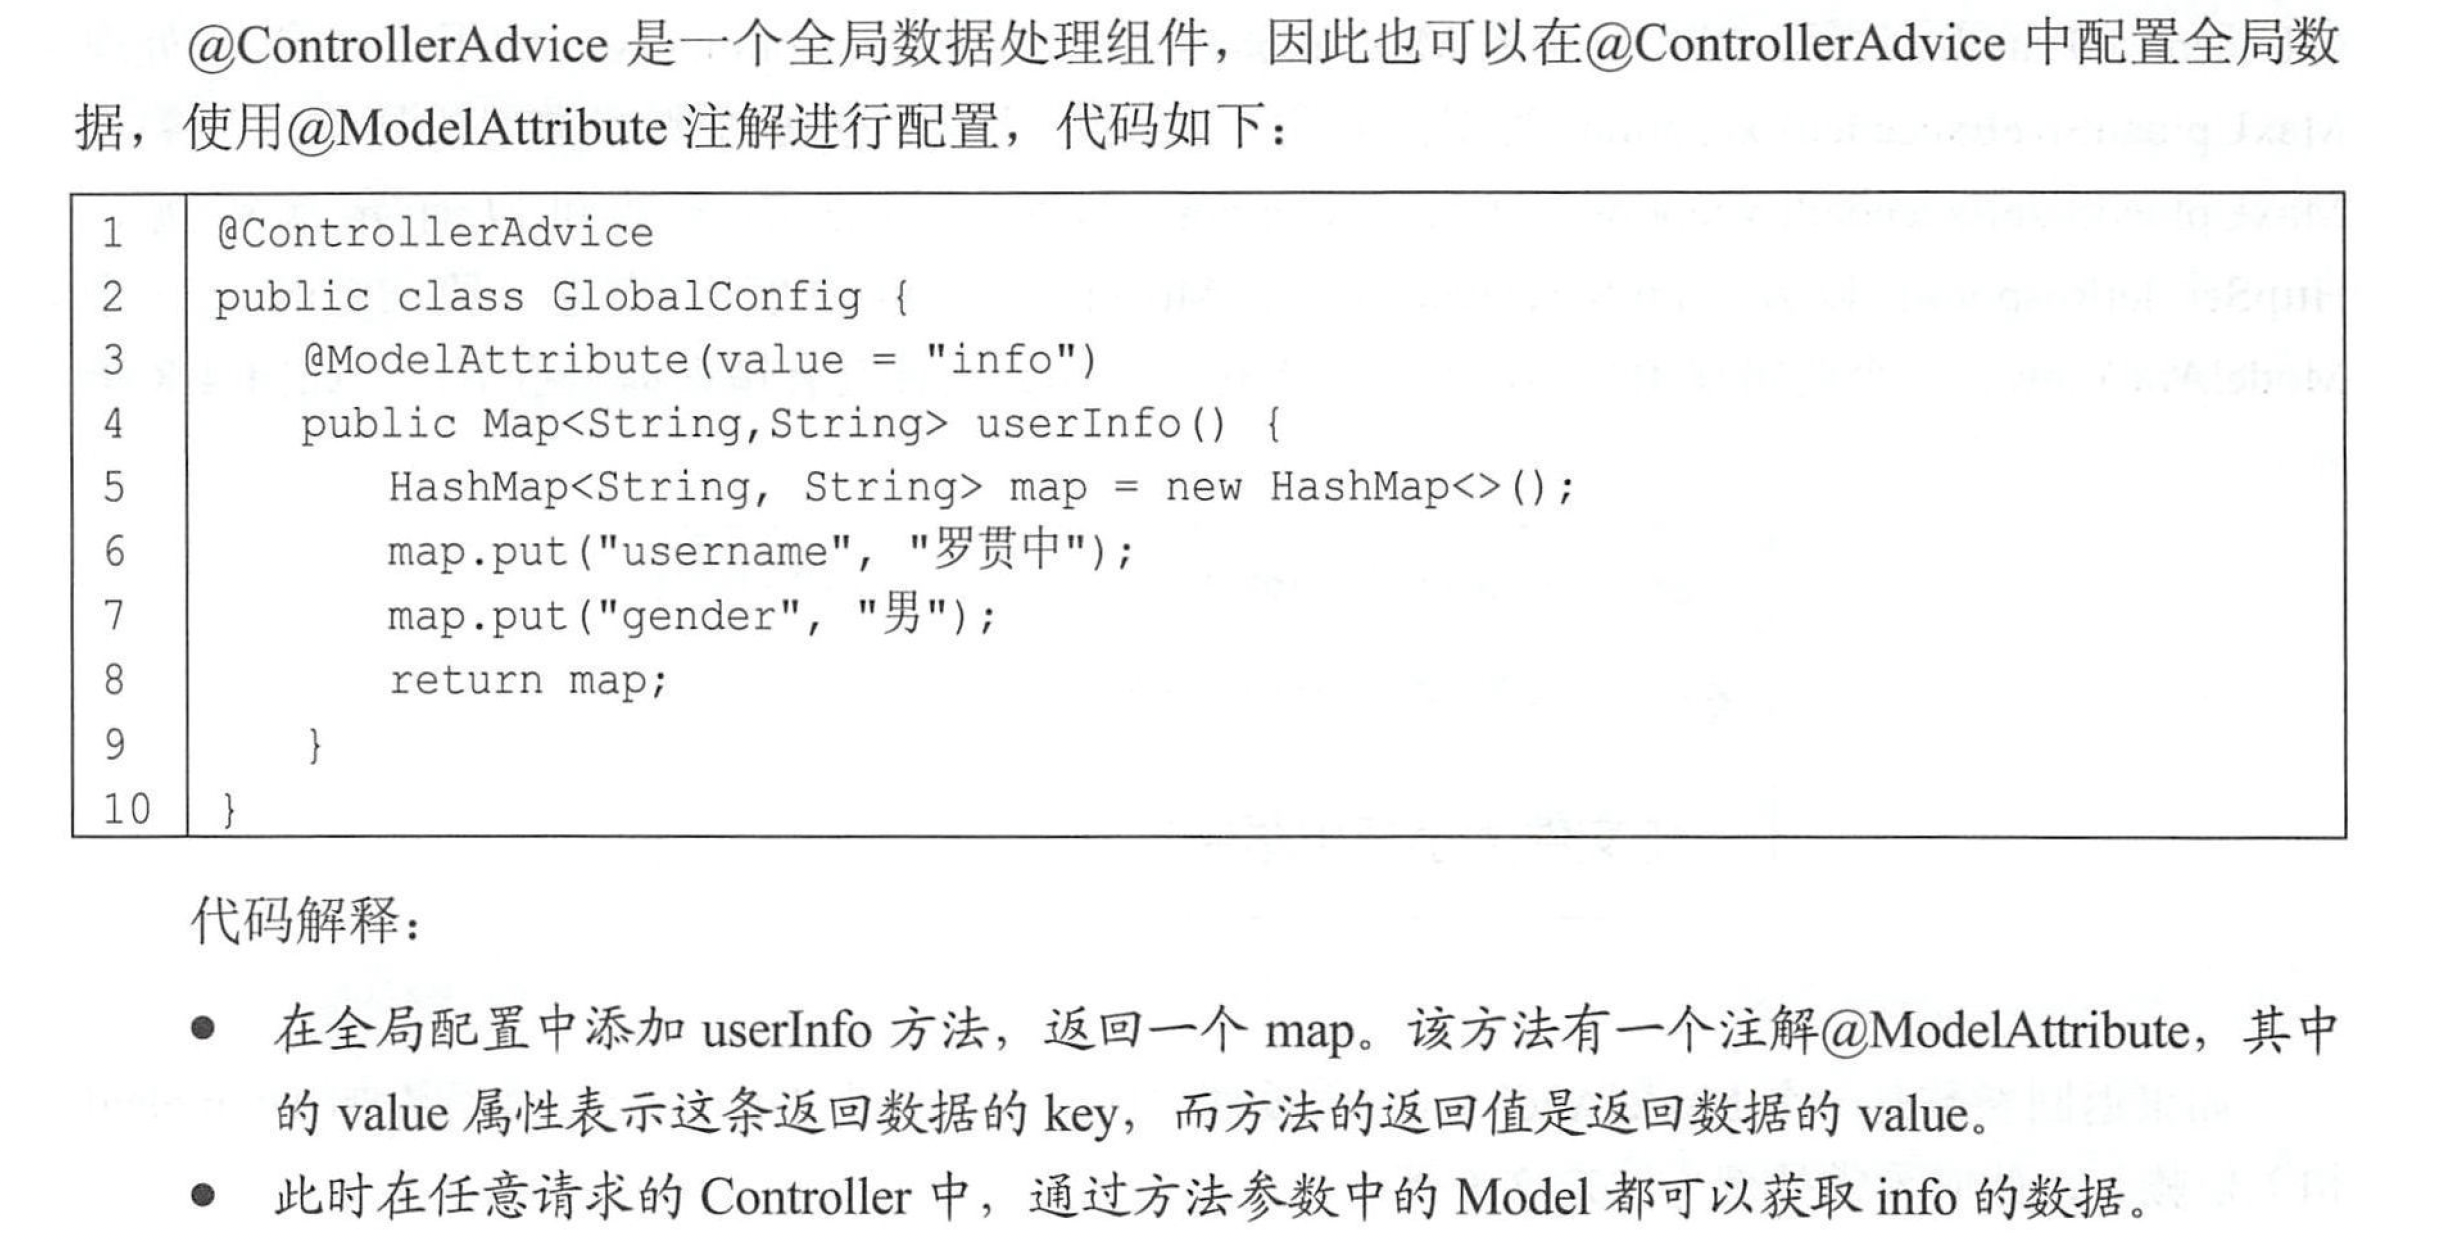 @ControllerAdvice 是一个全局数据处理组件，因此也可以在@ControllerAdvice 中配置全局数
据，使用@ModelAttribute 注解进行配置，代码如下：
1 @ControllerAdvice
2 public class GlobalConfig {
3 @ModelAttribute(value = "info")
4 public Map<String,String> userInfo() {
5 HashMap<String, String> map = new HashMap<>();
6 map.put("username", "罗贯中");
7 map.put("gender", "男");
8 return map;
9 }
10 }
代码解释：
● 在全局配置中添加 userInfo 方法，返回一个 map。该方法有一个注解@ModelAttribute，其中
的 value 属性表示这条返回数据的 key，而方法的返回值是返回数据的 value。
● 此时在任意请求的 Controller 中，通过方法参数中的 Model 都可以获取 info 的数据。